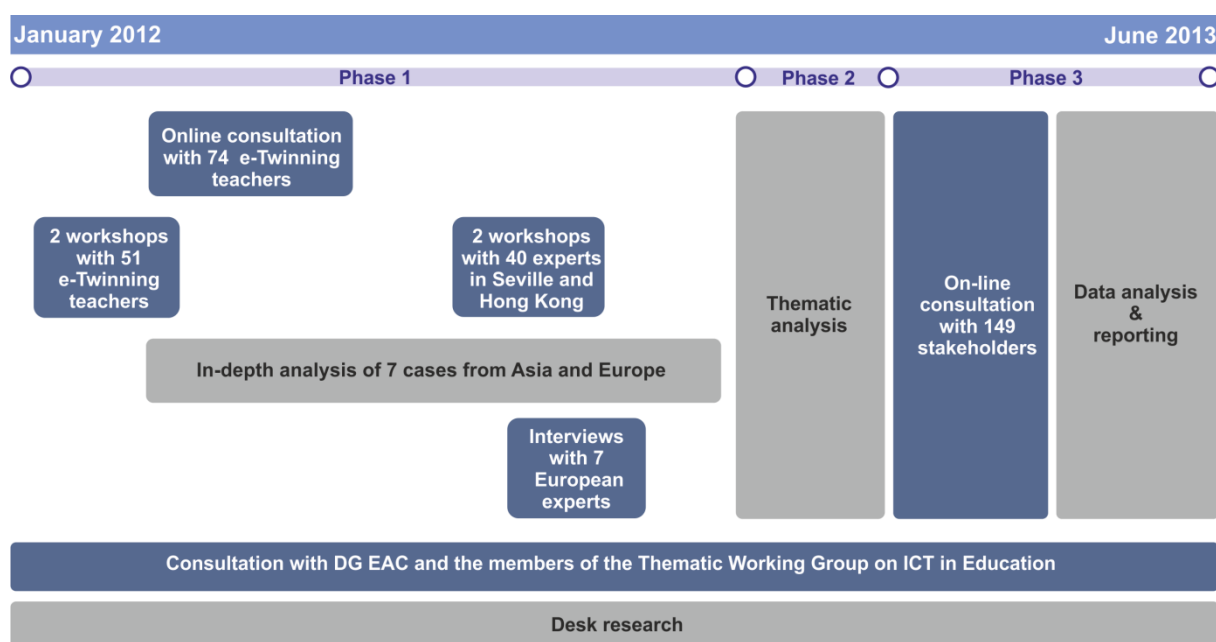 January 2012
June 2013
Phase 1
Phase 2
Phase 3
Online consultation
with 74 e-Twinning
teachers
2 workshops
with 51
e-Twinning
teachers
2 workshops
with 40 experts
in Seville and
Hong Kong
In-depth analysis of 7 cases from Asia and Europe
Interviews
with 7
European
experts
Thematic
analysis
On-line
consultation
with 149
stakeholders
Data analysis
&
reporting
Consultation with DG EAC and the members of the Thematic Working Group on ICT in Education
Desk research